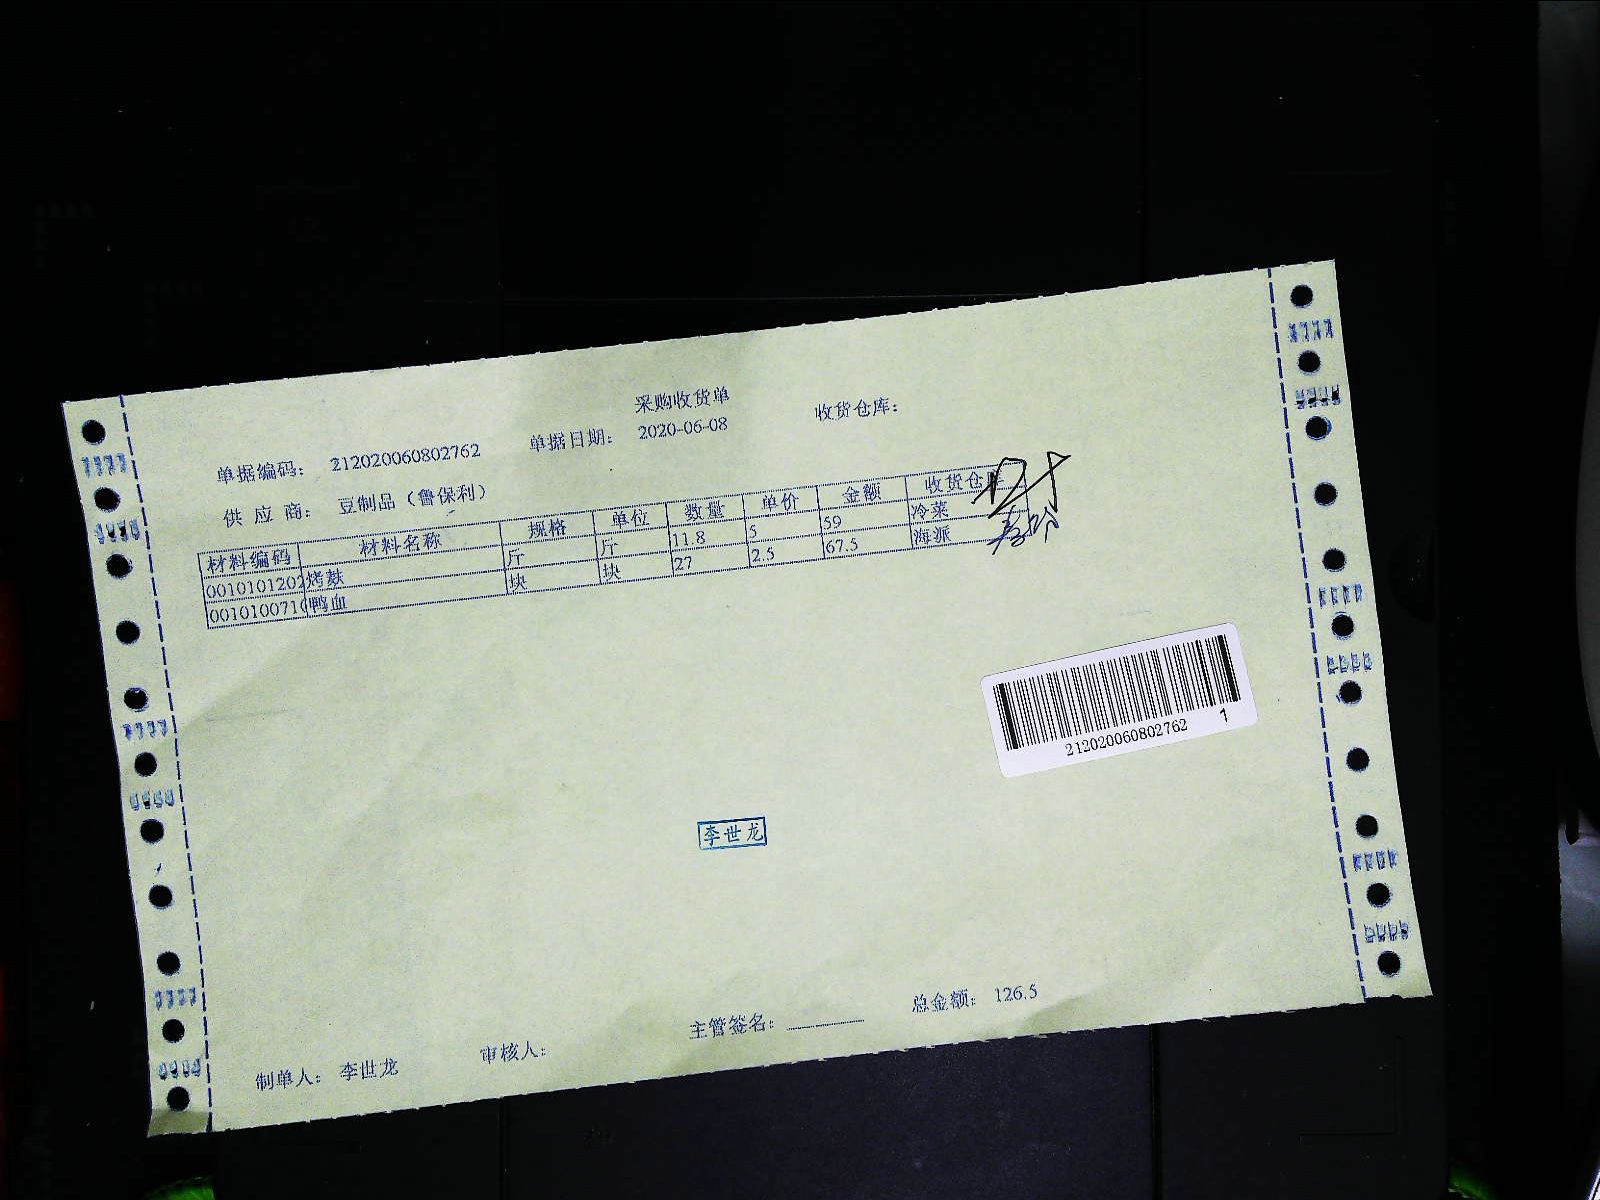 采购收货单
单据编码： 212020060802762 单据日期： 2020-06-08 收货仓库：
供 应 商： 豆制品（鲁保利）
材料编码 材料名称 规格 单位 数量 单价 金额 收货仓库
0010101202 烤麸 斤 斤 11.8 5 59 冷菜
0010100710 鸭血 块 块 27 2.5 67.5 海派
212020060802762 1
李世龙
制单人： 李世龙 审核人： 主管签名： 总金额： 126.5